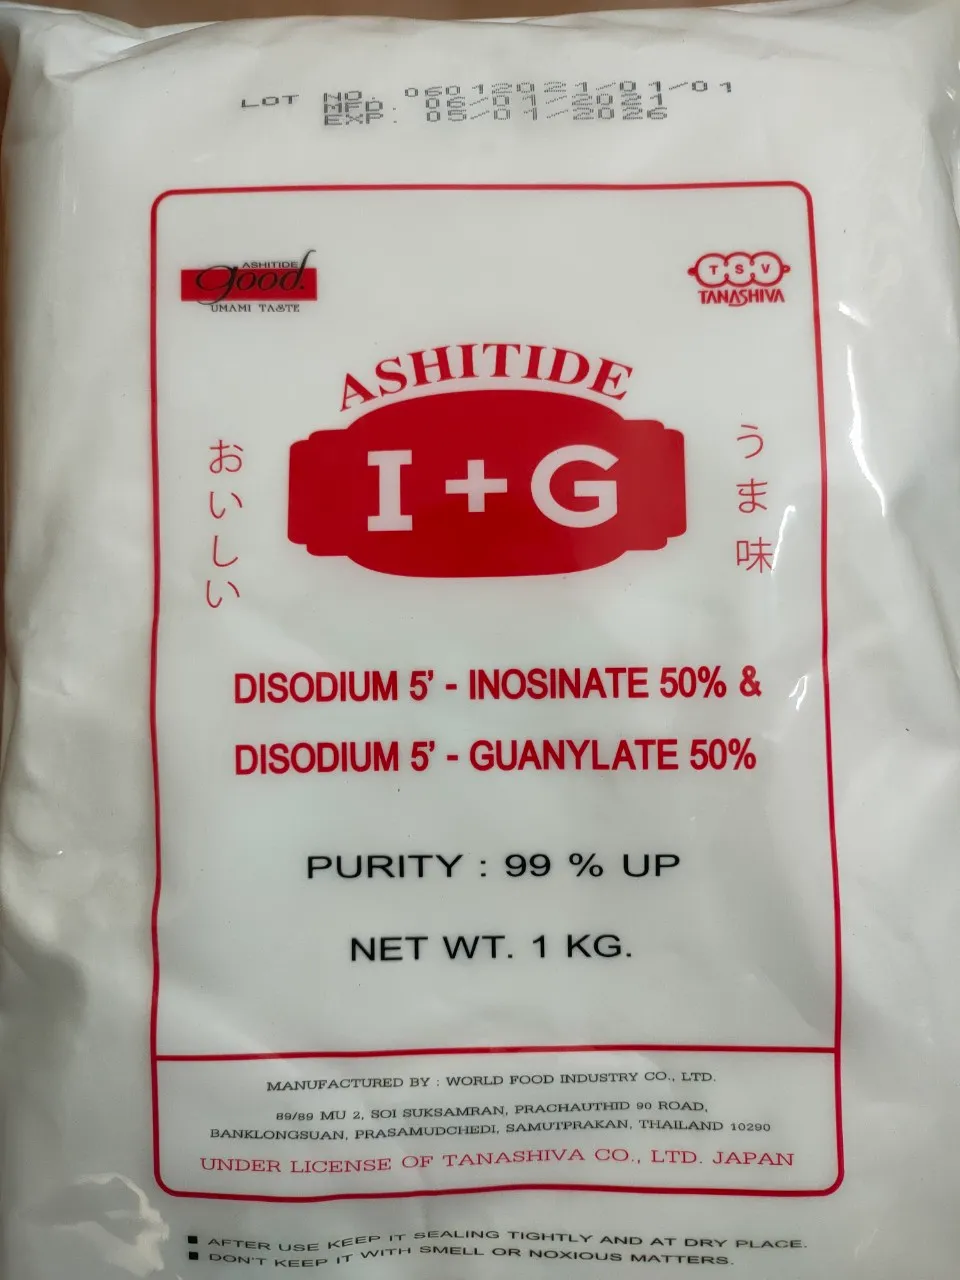 LOT NO. 06012021/01/01
MFD. 06/01/2021
EXP. 05/01/2026
ASHITIDE
good.
UMAMI TASTE
TSV
TANASHIVA
ASHITIDE
I+G
おいしい
うま味
DISODIUM 5' - INOSINATE 50% &
DISODIUM 5' - GUANYLATE 50%
PURITY : 99 % UP
NET WT. 1 KG.
MANUFACTURED BY : WORLD FOOD INDUSTRY CO., LTD.
89/89 MU 2, SOI SUKSAMRAN, PRACHAUTHID 90 ROAD,
BANKLONGSUAN, PRASAMUDCHEDI, SAMUTPRAKAN, THAILAND 10290
UNDER LICENSE OF TANASHIVA CO., LTD. JAPAN
■ AFTER USE KEEP IT SEALING TIGHTLY AND AT DRY PLACE.
■ DON'T KEEP IT WITH SMELL OR NOXIOUS MATTERS.